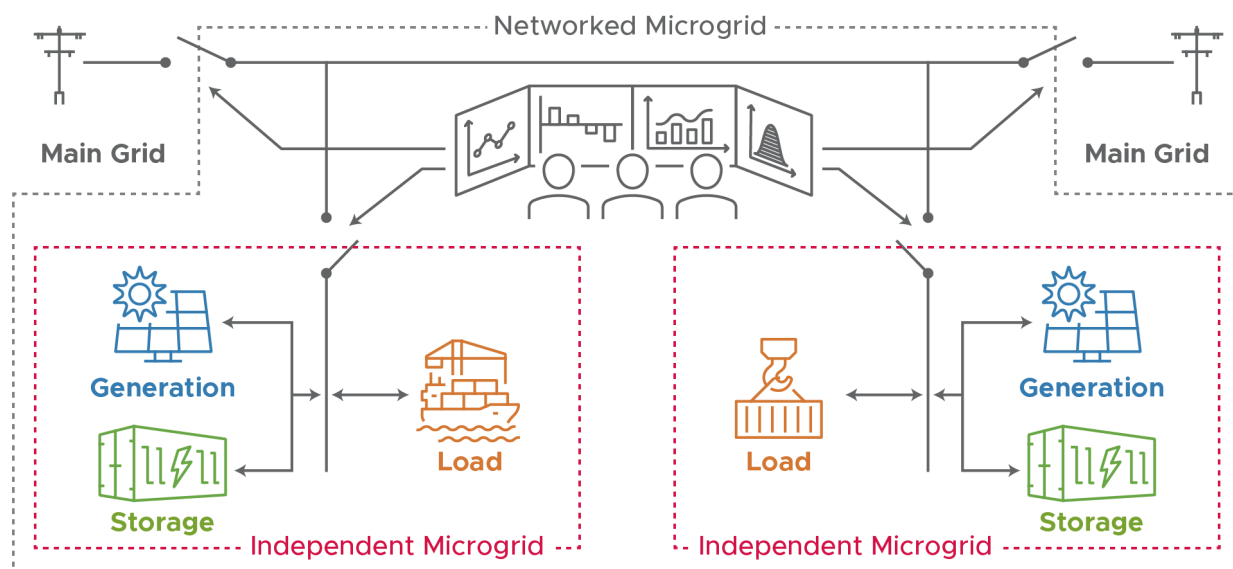 Networked Microgrid
Main Grid
Main Grid
Generation
Storage
Load
Independent Microgrid
Load
Generation
Storage
Independent Microgrid